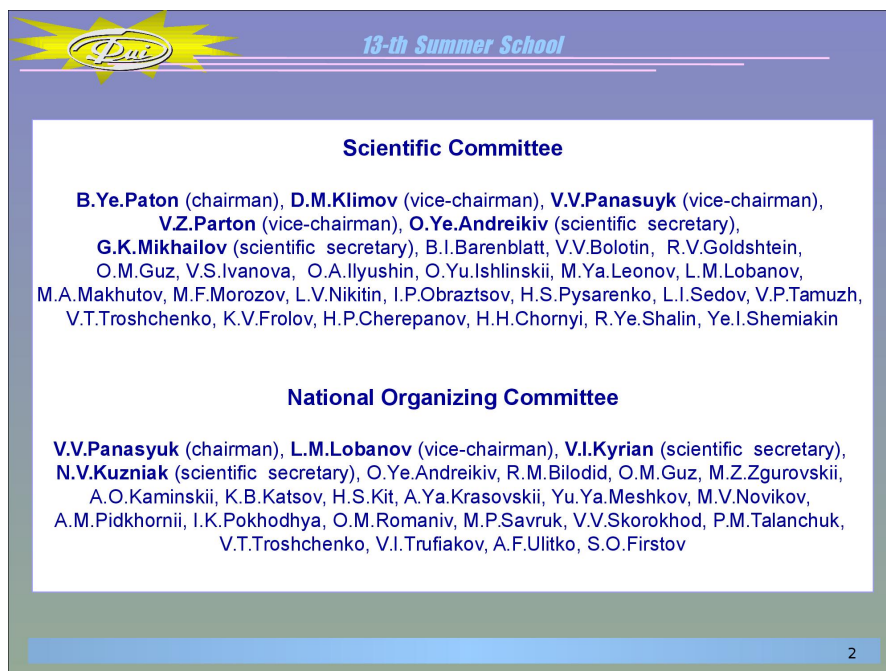 13-th Summer School
Scientific Committee
B.Ye.Paton (chairman), D.M.Klimov (vice-chairman), V.V.Panasuyk (vice-chairman),
V.Z.Parton (vice-chairman), O.Ye.Andreikiv (scientific secretary),
G.K.Mikhailov (scientific secretary), B.I.Barenblatt, V.V.Bolotin, R.V.Goldshtein,
O.M.Guz, V.S.Ivanova, O.A.Ilyushin, O.Yu.Ishlinskii, M.Ya.Leonov, L.M.Lobanov,
M.A.Makhutov, M.F.Morozov, L.V.Nikitin, I.P.Obraztsov, H.S.Pysarenko, L.I.Sedov, V.P.Tamuzh,
V.T.Troshchenko, K.V.Frolov, H.P.Cherepanov, H.H.Chornyi, R.Ye.Shalin, Ye.I.Shemiakin
National Organizing Committee
V.V.Panasyuk (chairman), L.M.Lobanov (vice-chairman), V.I.Kyrian (scientific secretary),
N.V.Kuzniak (scientific secretary), O.Ye.Andreikiv, R.M.Bilodid, O.M.Guz, M.Z.Zgurovskii,
A.O.Kaminskii, K.B.Katsov, H.S.Kit, A.Ya.Krasovskii, Yu.Ya.Meshkov, M.V.Novikov,
A.M.Pidkhornii, I.K.Pokhodhya, O.M.Romaniv, M.P.Savruk, V.V.Skorokhod, P.M.Talanchuk,
V.T.Troshchenko, V.I.Trufiakov, A.F.Ulitko, S.O.Firstov
2